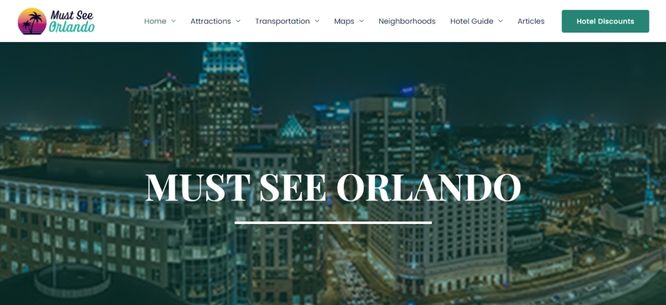 Must See
Orlando
Home Attractions Transportation Maps Neighborhoods Hotel Guide Articles Hotel Discounts
MUST SEE ORLANDO